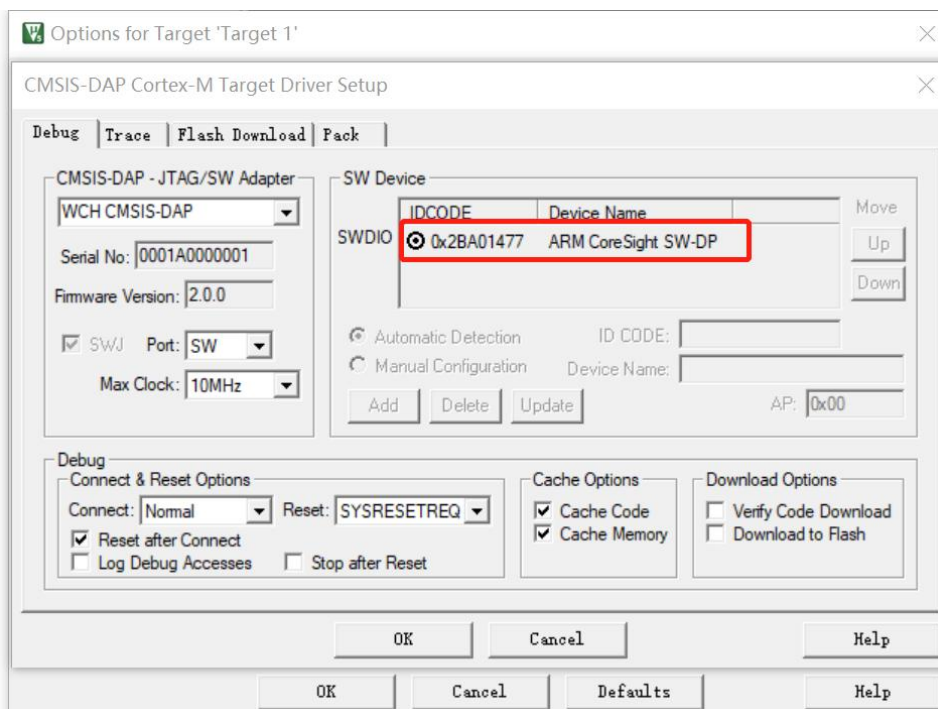 Options for Target 'Target 1'
CMSIS-DAP Cortex-M Target Driver Setup
Debug Trace Flash Download Pack
CMSIS-DAP - JTAG/SW Adapter
WCH CMSIS-DAP
Serial No: 0001A0000001
Firmware Version: 2.0.0
SWJ Port: SW
Max Clock: 10MHz
SW Device
IDCODE Device Name
SWDIO 0x2BA01477 ARM CoreSight SW-DP
Move
Up
Down
Automatic Detection ID CODE:
Manual Configuration Device Name:
Add Delete Update AP: 0x00
Debug
Connect & Reset Options
Connect: Normal Reset: SYSRESETREQ
Reset after Connect
Log Debug Accesses Stop after Reset
Cache Options
Cache Code
Cache Memory
Download Options
Verify Code Download
Download to Flash
OK Cancel Help
OK Cancel Defaults Help